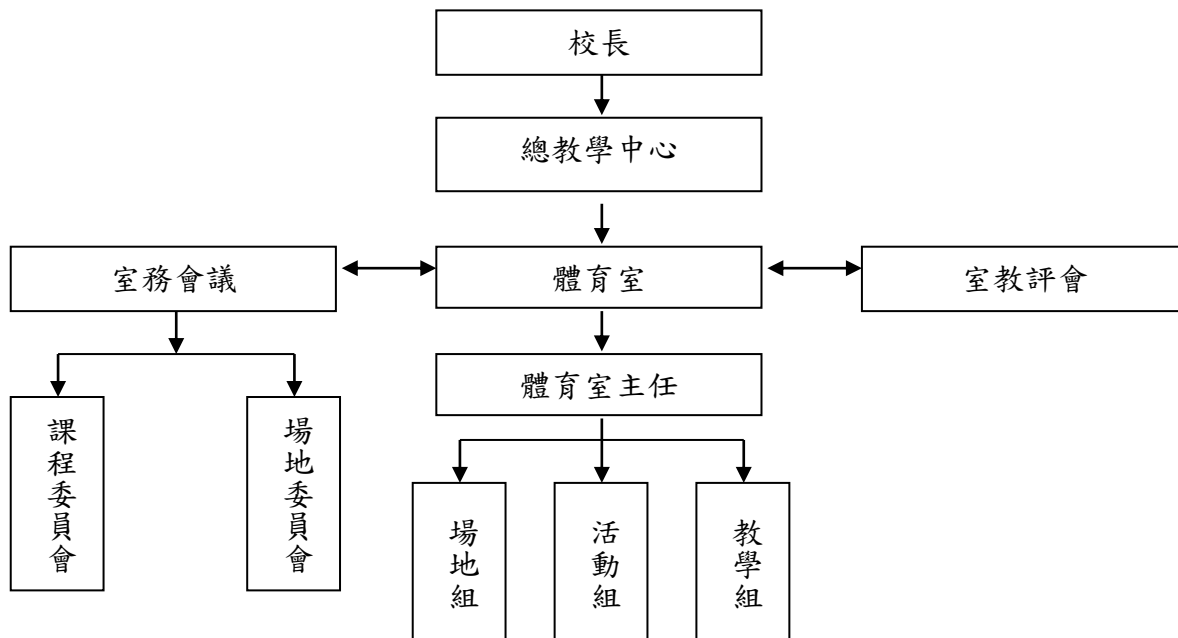 校長
總教學中心
室務會議
體育室
室教評會
體育室主任
課程委員會
場地委員會
場地組
活動組
教學組